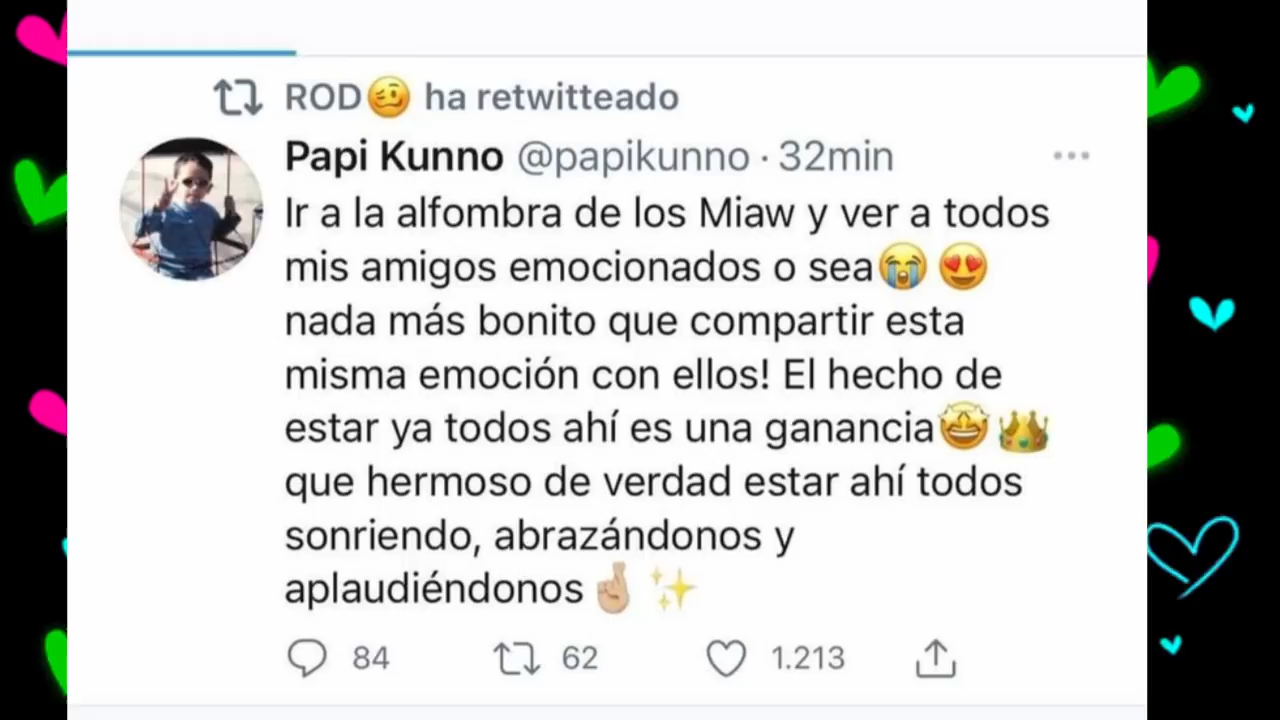 ROD🥴 ha retwitteado
Papi Kunno @papikunno · 32min
Ir a la alfombra de los Miaw y ver a todos
mis amigos emocionados o sea😭😍
nada más bonito que compartir esta
misma emoción con ellos! El hecho de
estar ya todos ahí es una ganancia🤩👑
que hermoso de verdad estar ahí todos
sonriendo, abrazándonos y
aplaudiéndonos🤞🏼✨
84 62 1.213